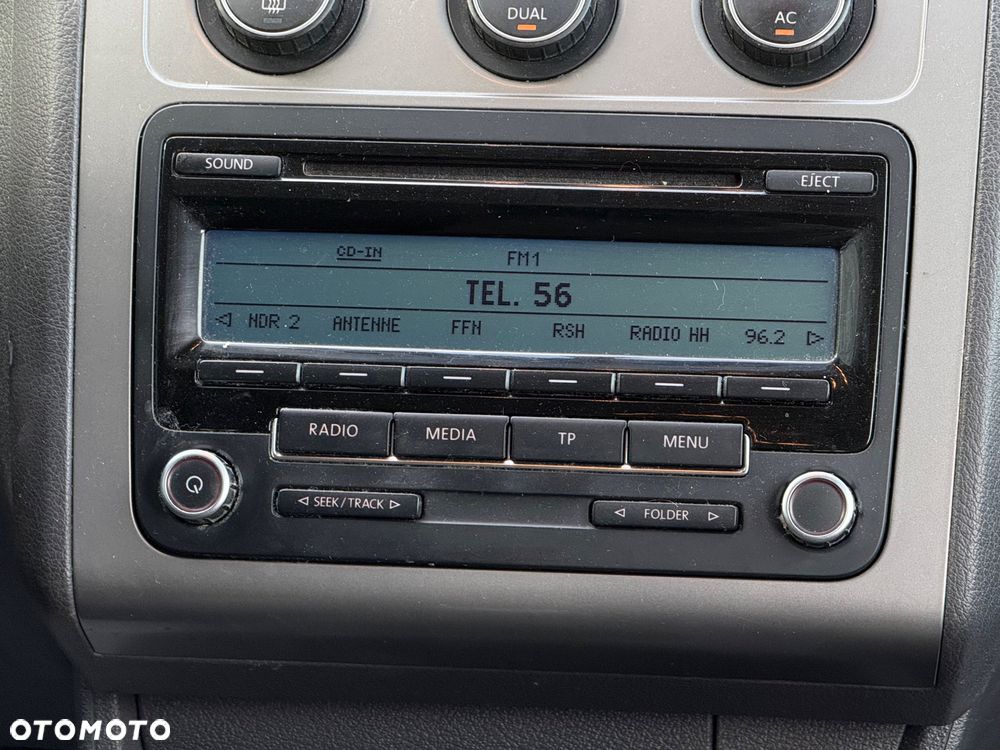 DUAL
AC
SOUND
EJECT
CD-IN FM1
TEL. 56
◁ NDR 2 ANTENNE FFN RSH RADIO HH 96.2 ▷
RADIO MEDIA TP MENU
◁ SEEK/TRACK ▷
◁ FOLDER ▷
OTOMOTO